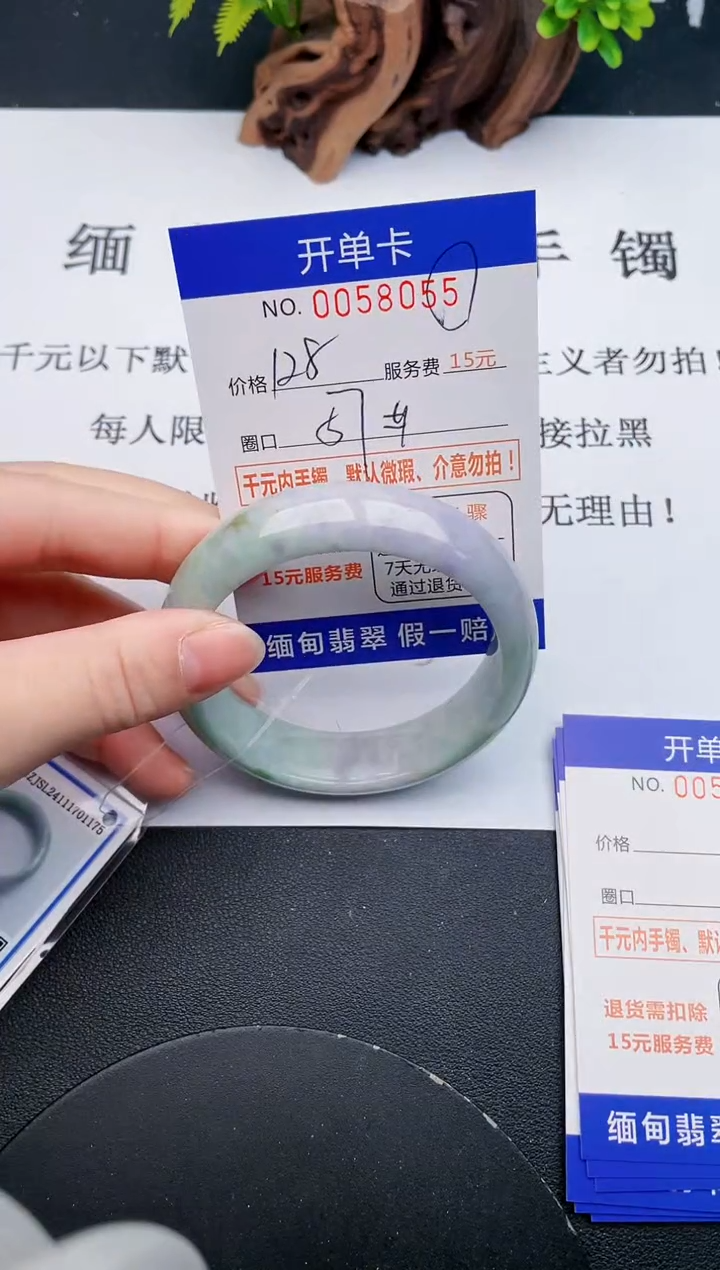 缅 手 镯
千元以下默 主义者勿拍!
每人限 接拉黑
无理由!
开单卡
NO. 0058055
价格 128 服务费 15元
圈口
千元内手镯、默认微瑕、介意勿拍!
骤
15元服务费
7天无
通过退货
缅甸翡翠 假一赔
ZJSL24111701175
开单
NO. 005
价格
圈口
千元内手镯、默认
退货需扣除
15元服务费
缅甸翡翠